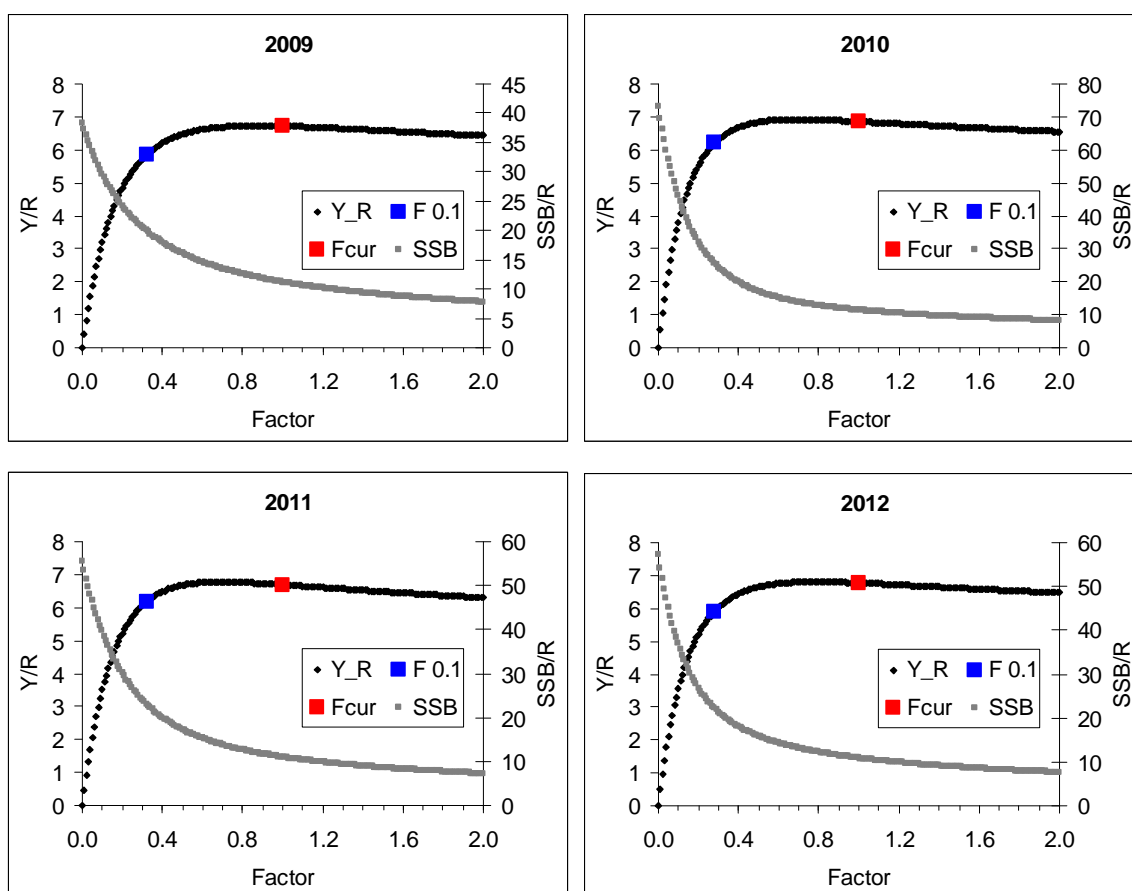 2009
8 7 6 5 4 3 2 1 0
Y/R
45 40 35 30 25 20 15 10 5 0
SSB/R
Y_R F 0.1
Fcur SSB
0.0 0.4 0.8 1.2 1.6 2.0
Factor
2010
8 7 6 5 4 3 2 1 0
Y/R
80 70 60 50 40 30 20 10 0
SSB/R
Y_R F 0.1
Fcur SSB
0.0 0.4 0.8 1.2 1.6 2.0
Factor
2011
8 7 6 5 4 3 2 1 0
Y/R
60 50 40 30 20 10 0
SSB/R
Y_R F 0.1
Fcur SSB
0.0 0.4 0.8 1.2 1.6 2.0
Factor
2012
8 7 6 5 4 3 2 1 0
Y/R
60 50 40 30 20 10 0
SSB/R
Y_R F 0.1
Fcur SSB
0.0 0.4 0.8 1.2 1.6 2.0
Factor